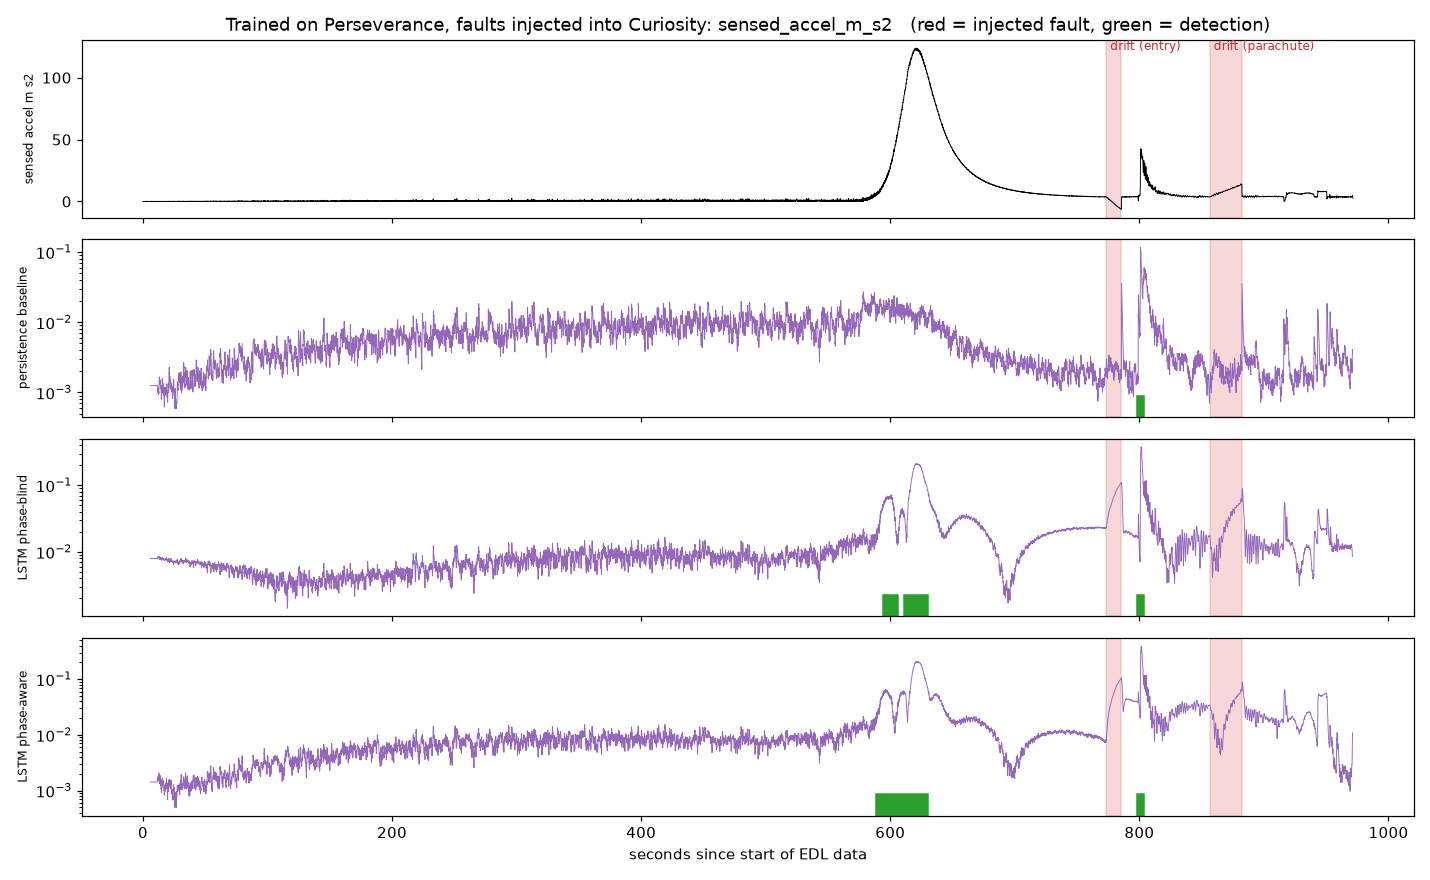 Trained on Perseverance, faults injected into Curiosity: sensed_accel_m_s2   (red = injected fault, green = detection)
drift (entry)
drift (parachute)
sensed accel m s2
100
50
0
persistence baseline
10⁻¹
10⁻²
10⁻³
LSTM phase-blind
10⁻¹
10⁻²
LSTM phase-aware
10⁻¹
10⁻²
10⁻³
0
200
400
600
800
1000
seconds since start of EDL data